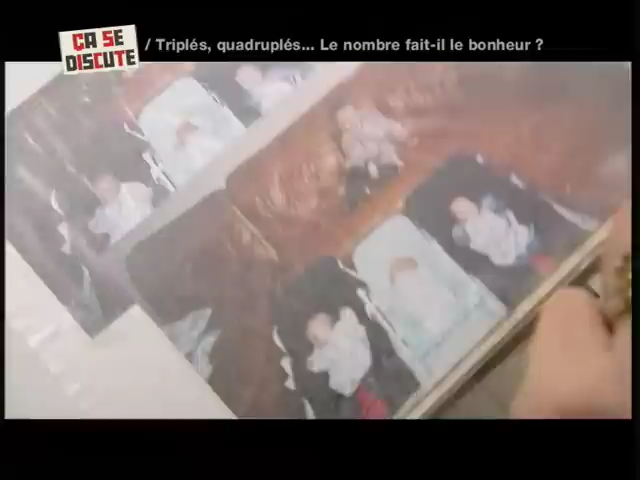 ÇA SE
DISCUTE
/ Triplés, quadruplés... Le nombre fait-il le bonheur ?